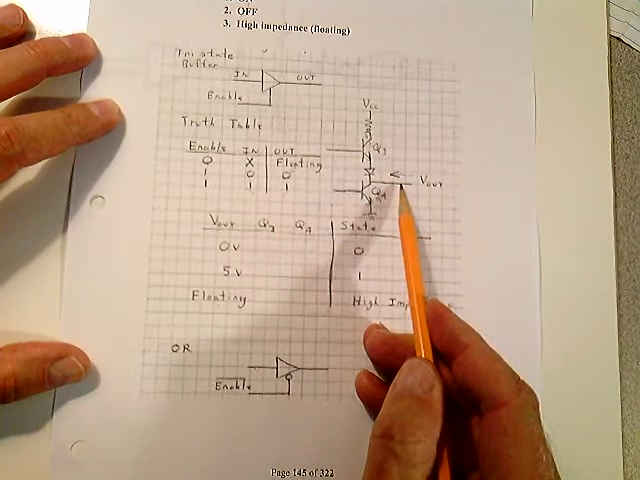 2. OFF
3. High impedance (floating)
Tri state
Buffer
IN OUT
Enable
Vcc
Truth Table
Q3
Enable IN OUT
0 X Floating
1 0 0
1 1 1
Vout
Q4
Vout Q3 Q4 State
0V 0
5V 1
Floating High Imp
OR
Enable
Page 145 of 322